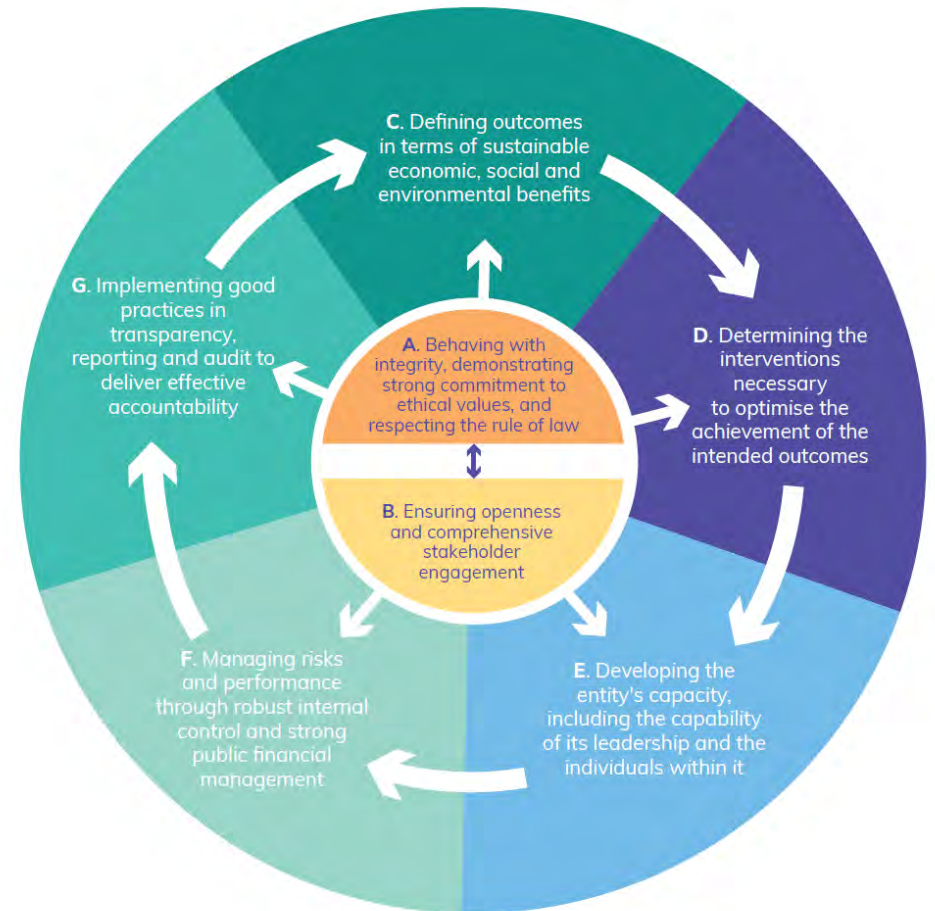 C. Defining outcomes
in terms of sustainable
economic, social and
environmental benefits
D. Determining the
interventions
necessary
to optimise the
achievement of the
intended outcomes
E. Developing the
entity's capacity,
including the capability
of its leadership and the
individuals within it
F. Managing risks
and performance
through robust internal
control and strong
public financial
management
G. Implementing good
practices in
transparency,
reporting and audit to
deliver effective
accountability
A. Behaving with
integrity, demonstrating
strong commitment to
ethical values, and
respecting the rule of law
B. Ensuring openness
and comprehensive
stakeholder
engagement